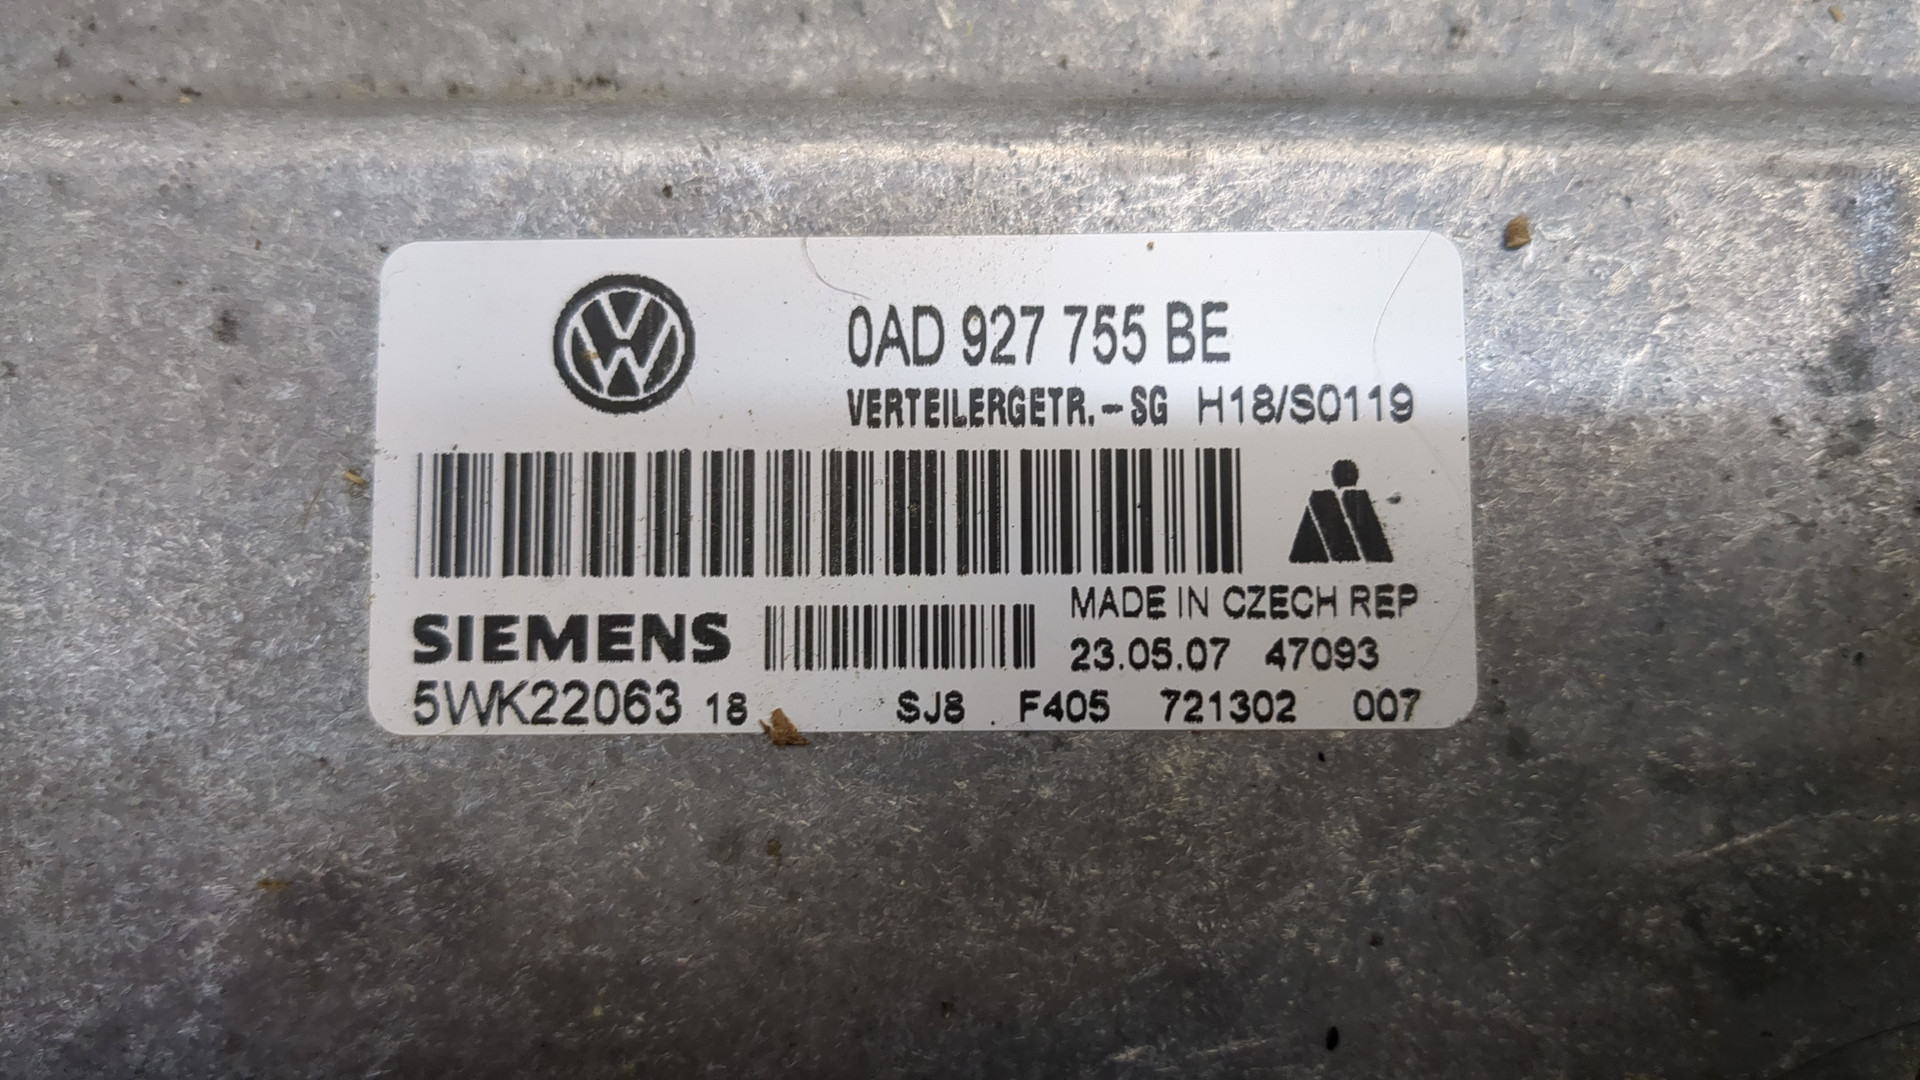 0AD 927 755 BE
VERTEILERGETR.-SG H18/S0119
MADE IN CZECH REP
SIEMENS 23.05.07 47093
5WK22063 18 SJ8 F405 721302 007